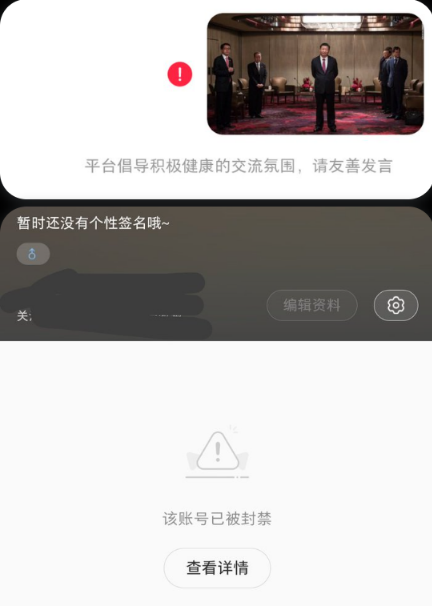 平台倡导积极健康的交流氛围，请友善发言
暂时还没有个性签名哦~
关
编辑资料
该账号已被封禁
查看详情